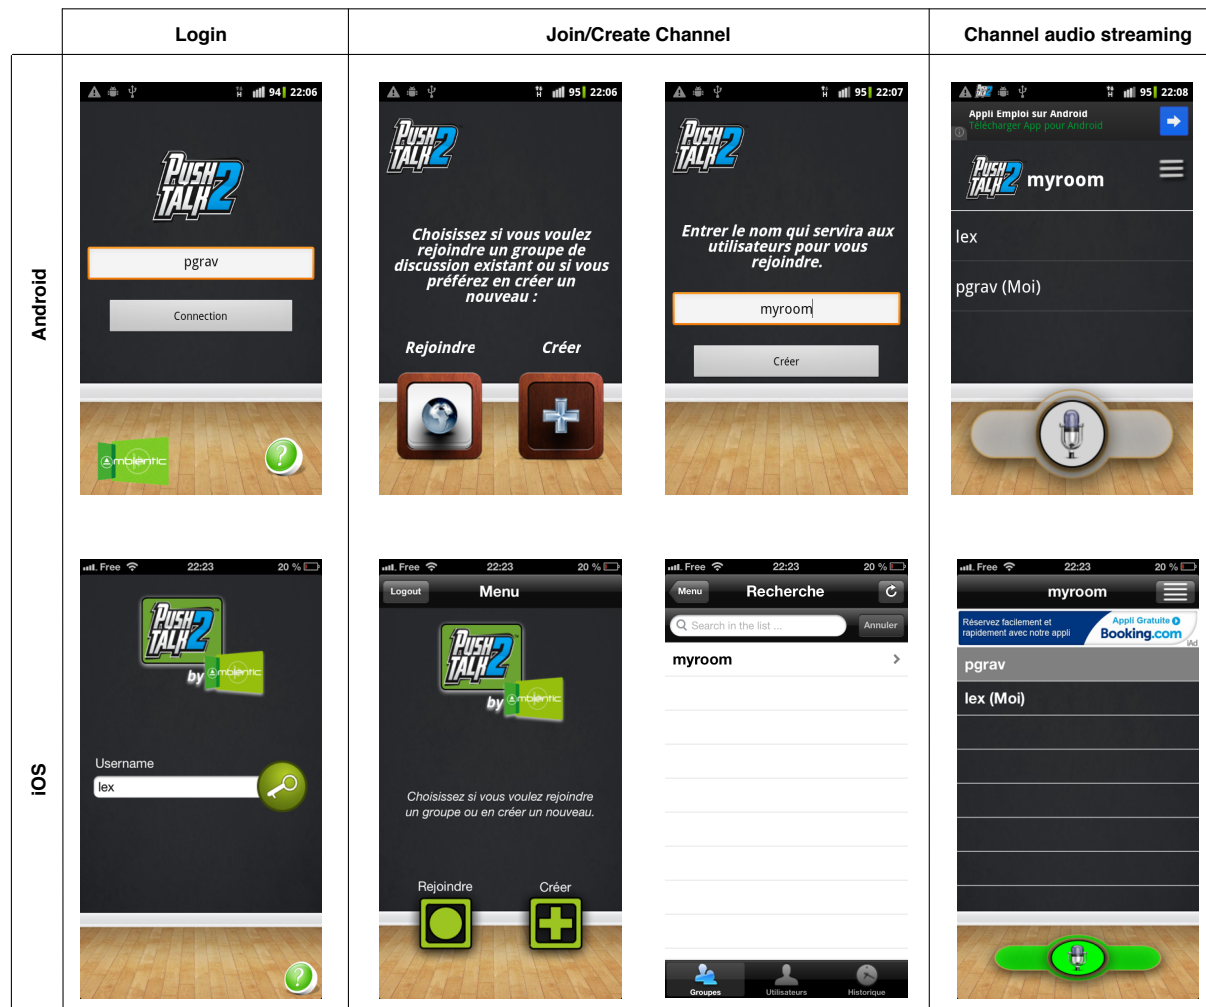 Login
Join/Create Channel
Channel audio streaming
Android
94 22:06
PUSH 2 TALK
pgrav
Connection
Ambientic
?
95 22:06
PUSH 2 TALK
Choisissez si vous voulez
rejoindre un groupe de
discussion existant ou si vous
préférez en créer un
nouveau :
Rejoindre
Créer
95 22:07
PUSH 2 TALK
Entrer le nom qui servira aux
utilisateurs pour vous
rejoindre.
myroom
Créer
95 22:08
Appli Emploi sur Android
Télécharger App pour Android
PUSH 2 TALK
myroom
lex
pgrav (Moi)
iOS
Free 22:23 20 %
PUSH 2 TALK™
by Ambientic
Username
lex
?
Free 22:23 20 %
Logout
Menu
PUSH 2 TALK™
by Ambientic
Choisissez si vous voulez rejoindre
un groupe ou en créer un nouveau.
Rejoindre
Créer
Free 22:23 20 %
Menu
Recherche
Search in the list ...
Annuler
myroom
Groupes
Utilisateurs
Historique
Free 22:23 20 %
myroom
Réservez facilement et
rapidement avec notre appli
Appli Gratuite
Booking.com
iAd
pgrav
lex (Moi)